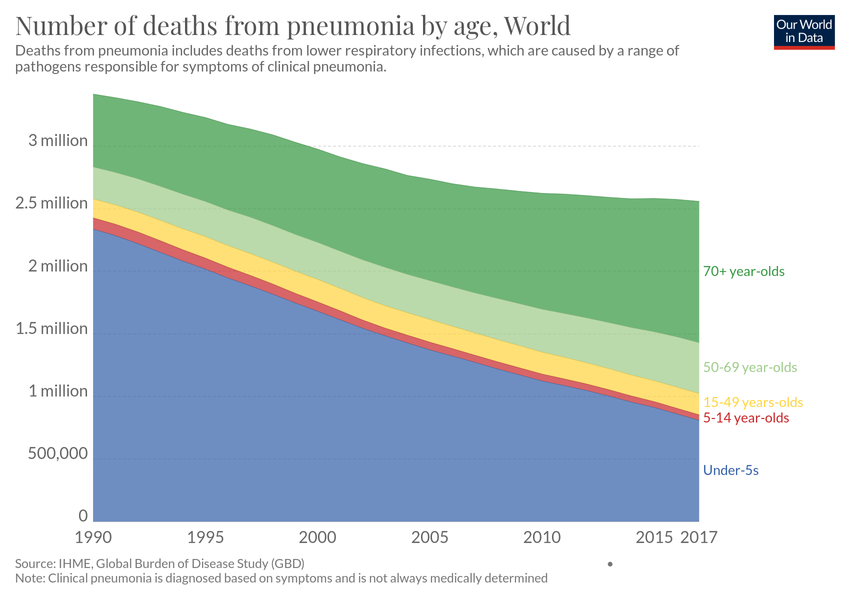 Number of deaths from pneumonia by age, World
Our World
in Data
Deaths from pneumonia includes deaths from lower respiratory infections, which are caused by a range of
pathogens responsible for symptoms of clinical pneumonia.
3 million
2.5 million
2 million
1.5 million
1 million
500,000
0
70+ year-olds
50-69 year-olds
15-49 years-olds
5-14 year-olds
Under-5s
1990 1995 2000 2005 2010 2015 2017
Source: IHME, Global Burden of Disease Study (GBD)
Note: Clinical pneumonia is diagnosed based on symptoms and is not always medically determined